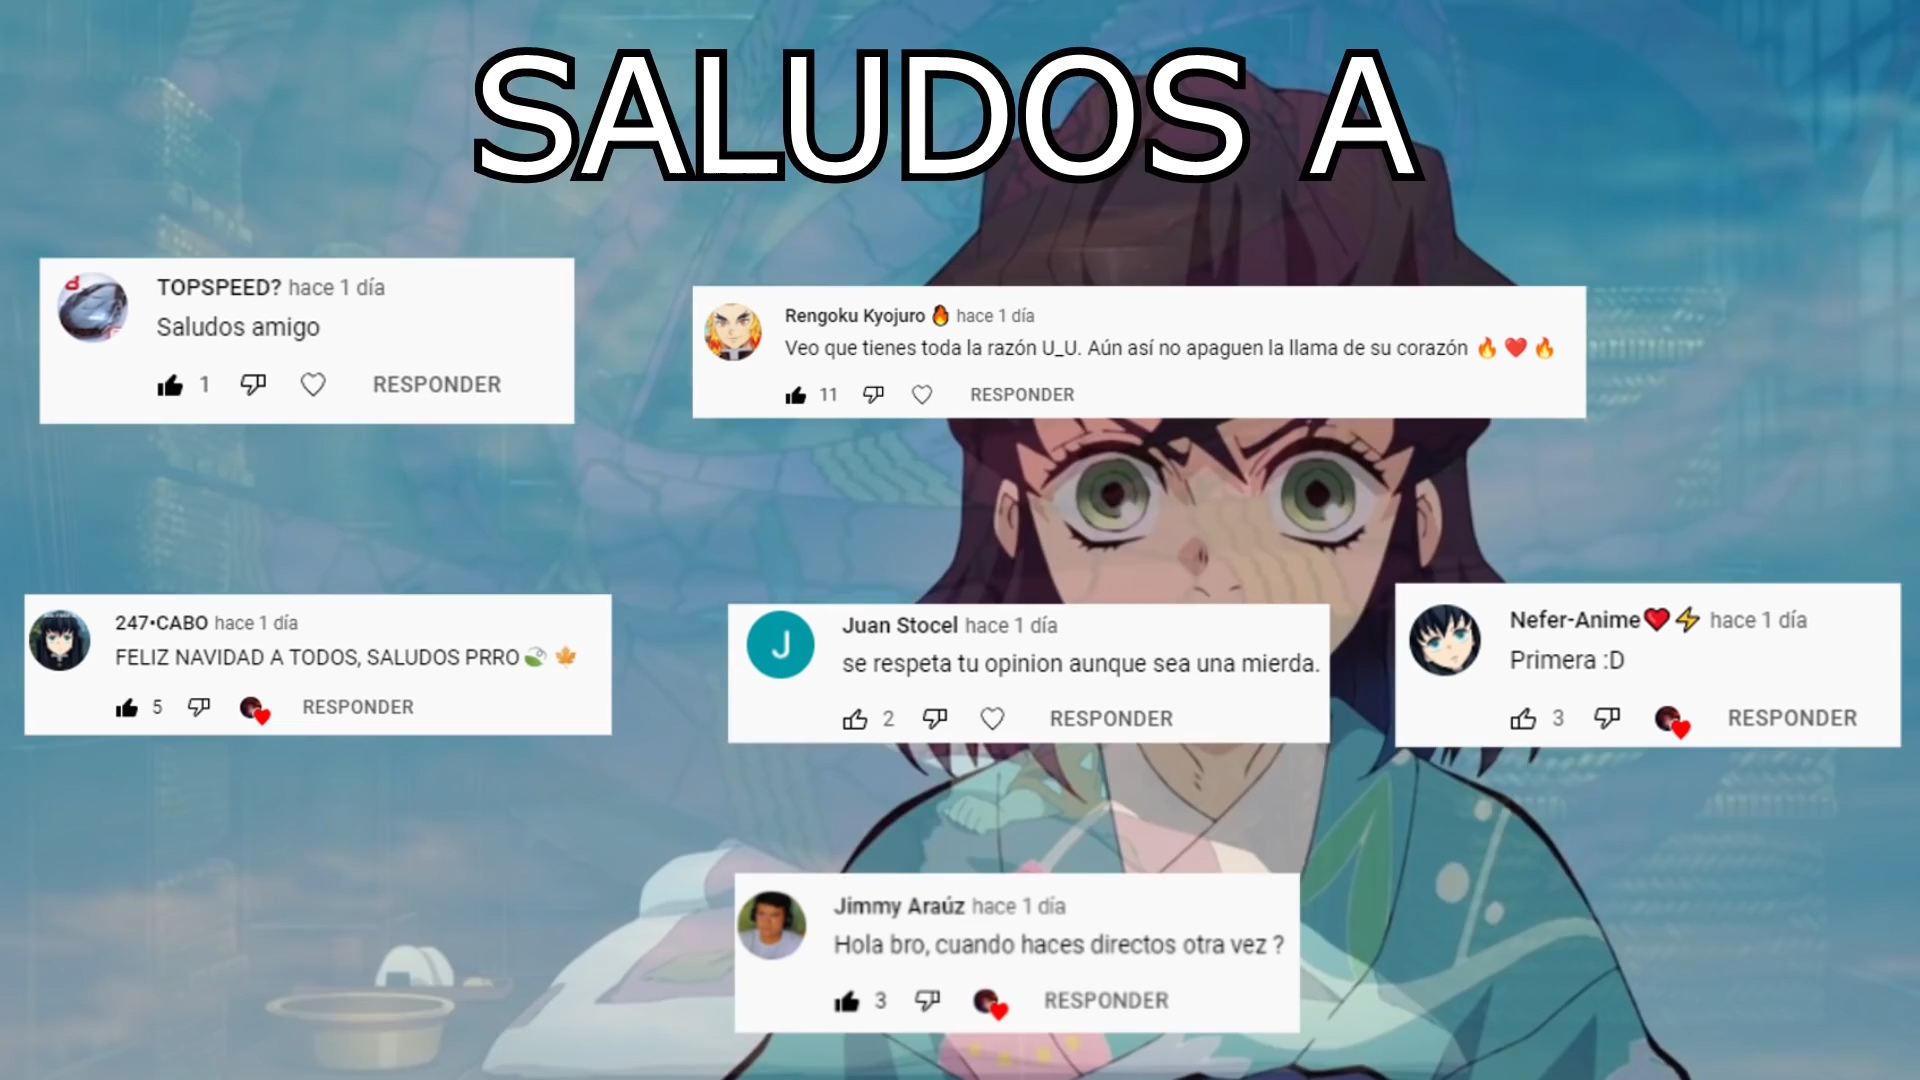 SALUDOS A
TOPSPEED? hace 1 día
Saludos amigo
1 RESPONDER
Rengoku Kyojuro 🔥 hace 1 día
Veo que tienes toda la razón U_U. Aún así no apaguen la llama de su corazón 🔥 ❤️ 🔥
11 RESPONDER
247•CABO hace 1 día
FELIZ NAVIDAD A TODOS, SALUDOS PRRO 🍃 🍁
5 RESPONDER
J
Juan Stocel hace 1 día
se respeta tu opinion aunque sea una mierda.
2 RESPONDER
Nefer-Anime❤️⚡ hace 1 día
Primera :D
3 RESPONDER
Jimmy Araúz hace 1 día
Hola bro, cuando haces directos otra vez ?
3 RESPONDER